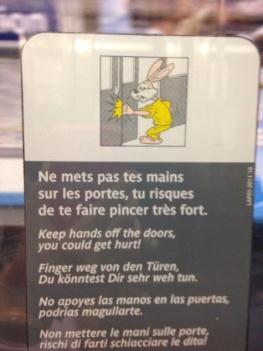 Ne mets pas tes mains
sur les portes, tu risques
de te faire pincer très fort.
Keep hands off the doors,
you could get hurt!
Finger weg von den Türen,
Du könntest Dir sehr weh tun.
No apoyes las manos en las puertas,
podrías magullarte.
Non mettere le mani sulle porte,
rischi di farti schiacciare le dita!